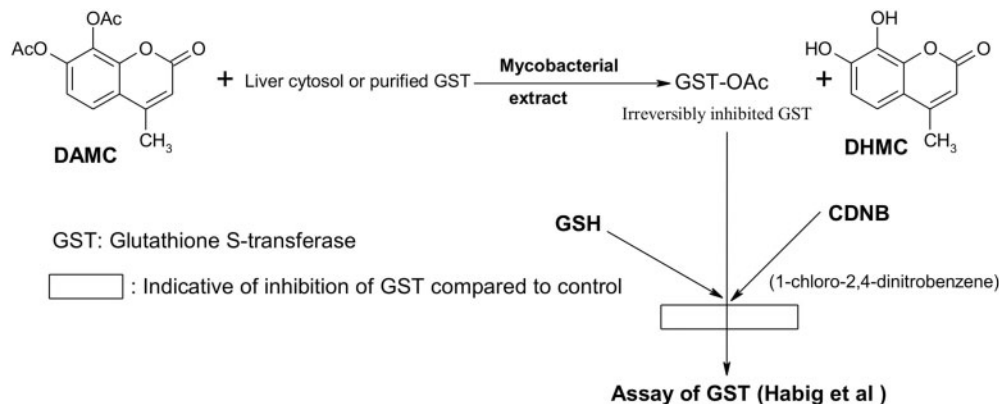 OAc
AcO
O
O
CH3
DAMC
+
Liver cytosol or purified GST
Mycobacterial
extract
GST-OAc
Irreversibly inhibited GST
+
OH
HO
O
O
CH3
DHMC
GSH
CDNB
(1-chloro-2,4-dinitrobenzene)
GST: Glutathione S-transferase
: Indicative of inhibition of GST compared to control
Assay of GST (Habig et al )